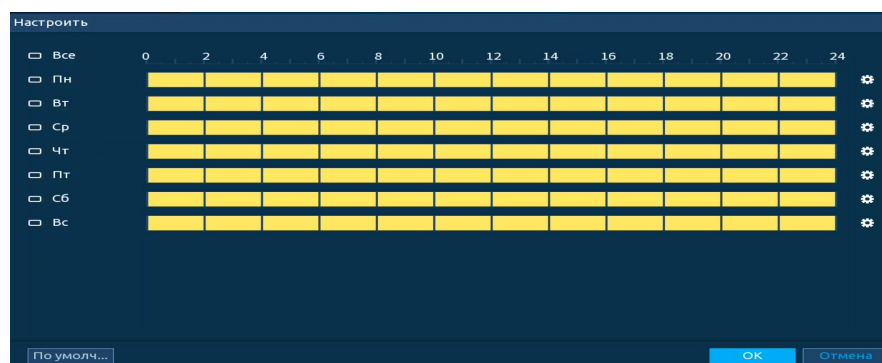 Настроить
Все 0 2 4 6 8 10 12 14 16 18 20 22 24
Пн
Вт
Ср
Чт
Пт
Сб
Вс
По умолч... OK Отмена